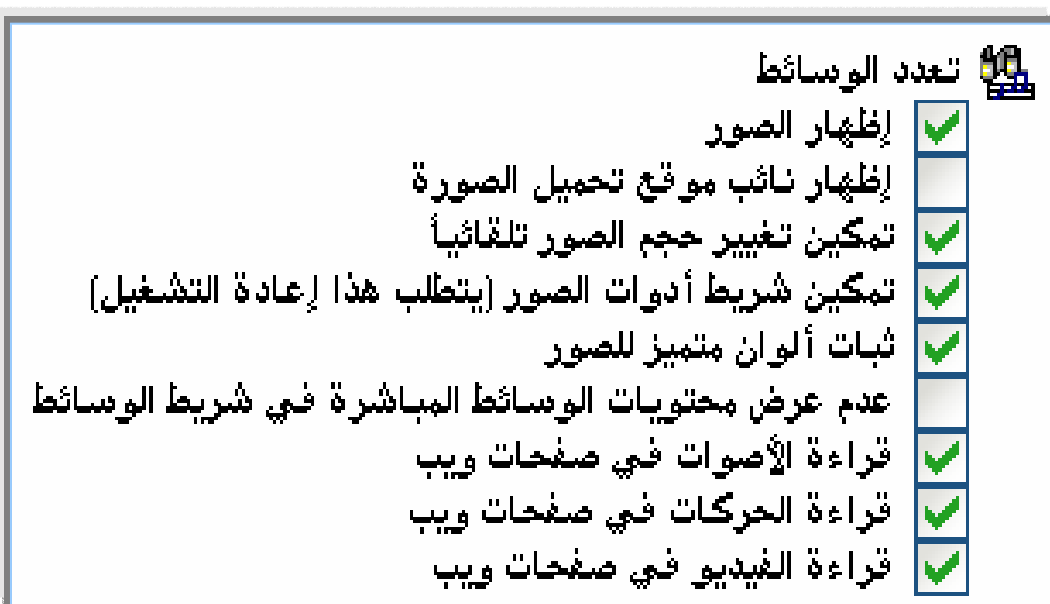 تعدد الوسائط
إظهار الصور
إظهار نائب موقع تحميل الصورة
تمكين تغيير حجم الصور تلقائياً
تمكين شريط أدوات الصور (يتطلب هذا إعادة التشغيل)
ثبات ألوان متميز للصور
عدم عرض محتويات الوسائط المباشرة في شريط الوسائط
قراءة الأصوات في صفحات ويب
قراءة الحركات في صفحات ويب
قراءة الفيديو في صفحات ويب